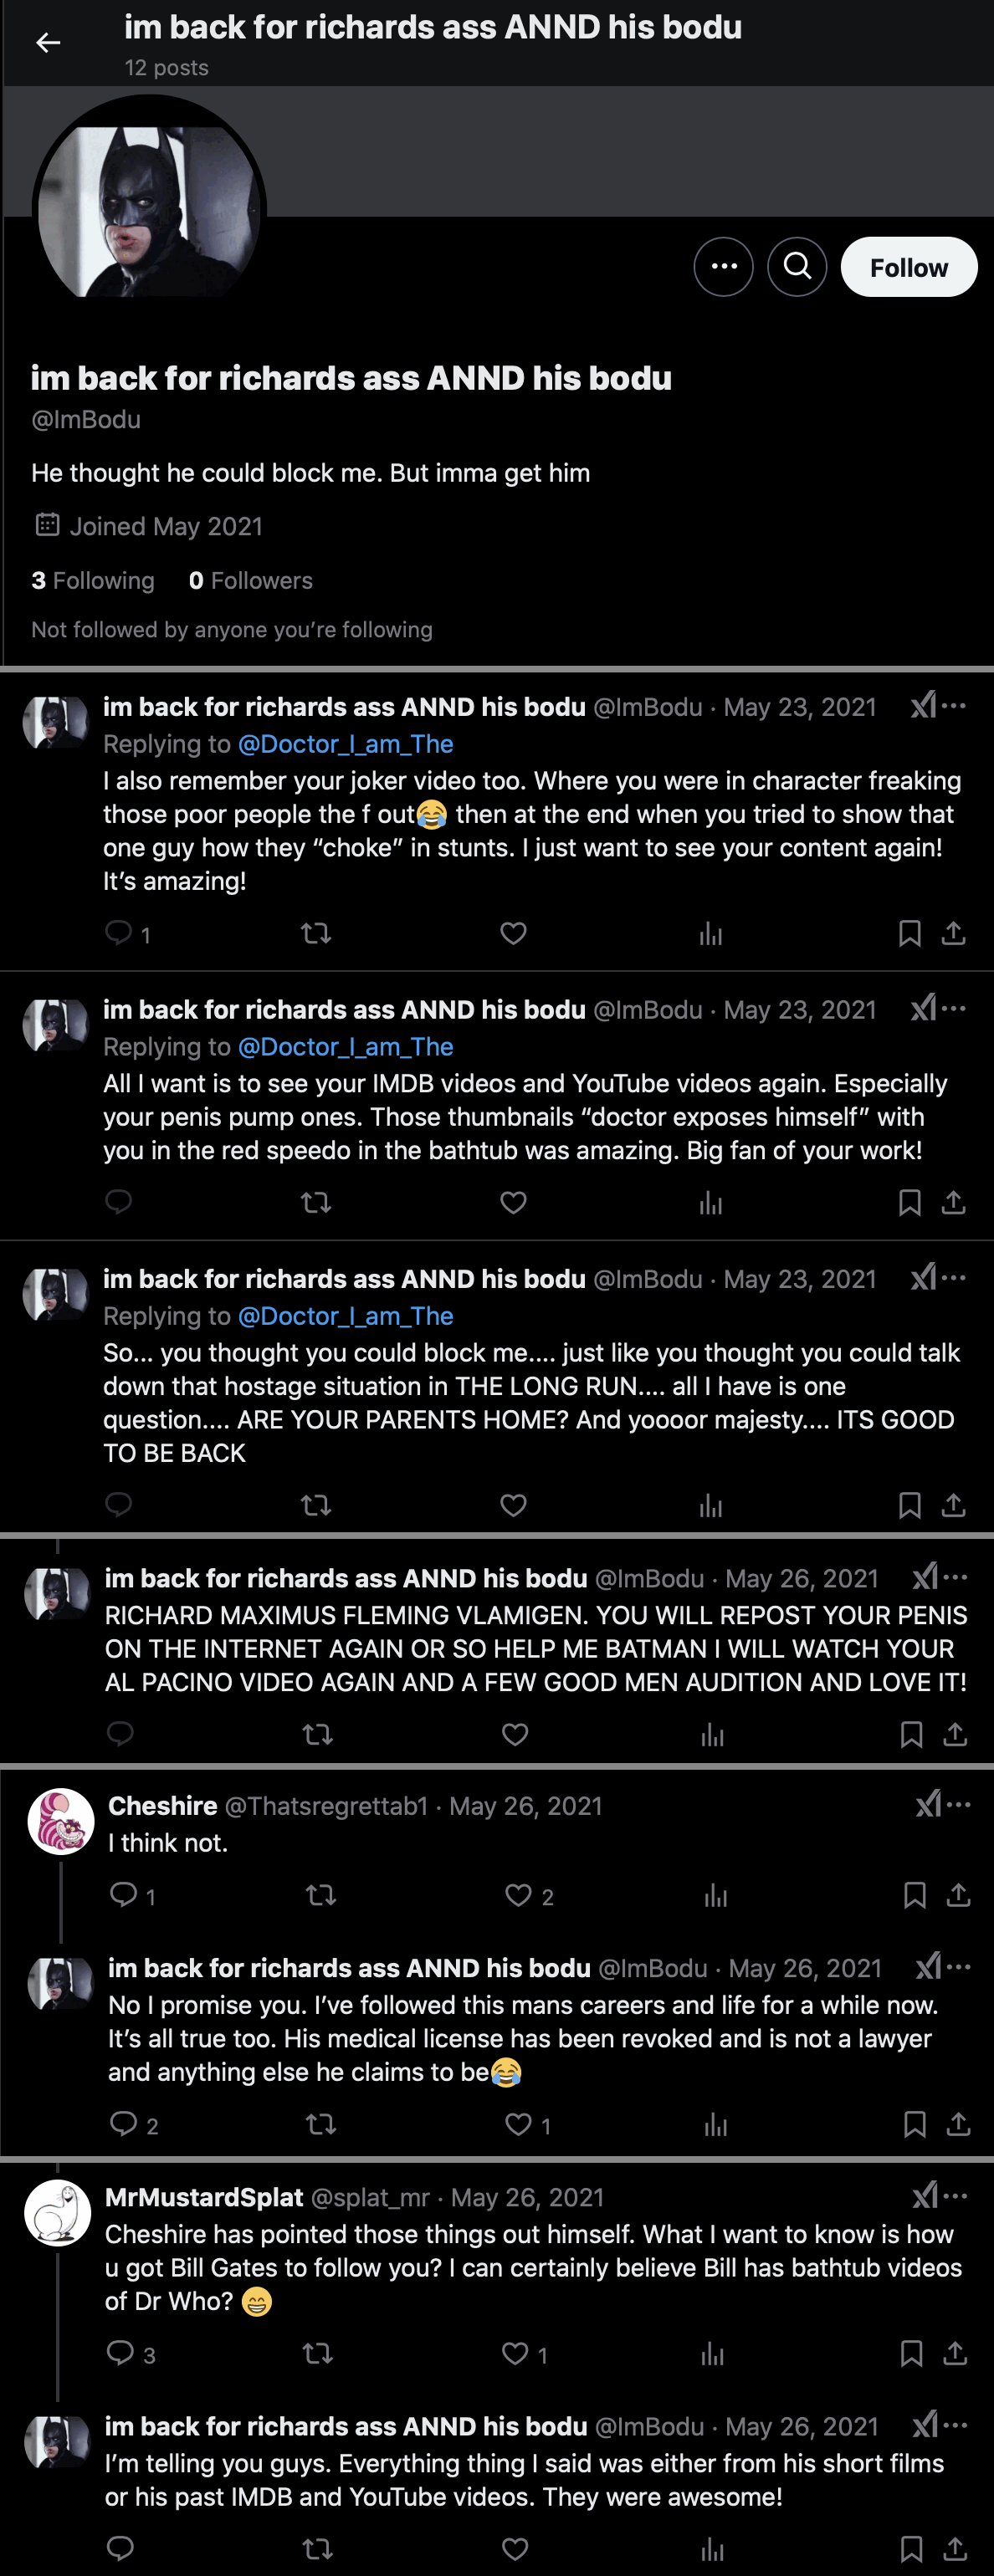 im back for richards ass ANND his bodu
12 posts
Follow
im back for richards ass ANND his bodu
@ImBodu
He thought he could block me. But imma get him
Joined May 2021
3 Following 0 Followers
Not followed by anyone you’re following
im back for richards ass ANND his bodu @ImBodu · May 23, 2021
Replying to @Doctor_I_am_The
I also remember your joker video too. Where you were in character freaking
those poor people the f out😂 then at the end when you tried to show that
one guy how they “choke” in stunts. I just want to see your content again!
It’s amazing!
1
im back for richards ass ANND his bodu @ImBodu · May 23, 2021
Replying to @Doctor_I_am_The
All I want is to see your IMDB videos and YouTube videos again. Especially
your penis pump ones. Those thumbnails “doctor exposes himself” with
you in the red speedo in the bathtub was amazing. Big fan of your work!
im back for richards ass ANND his bodu @ImBodu · May 23, 2021
Replying to @Doctor_I_am_The
So... you thought you could block me.... just like you thought you could talk
down that hostage situation in THE LONG RUN.... all I have is one
question.... ARE YOUR PARENTS HOME? And yoooor majesty.... ITS GOOD
TO BE BACK
im back for richards ass ANND his bodu @ImBodu · May 26, 2021
RICHARD MAXIMUS FLEMING VLAMIGEN. YOU WILL REPOST YOUR PENIS
ON THE INTERNET AGAIN OR SO HELP ME BATMAN I WILL WATCH YOUR
AL PACINO VIDEO AGAIN AND A FEW GOOD MEN AUDITION AND LOVE IT!
Cheshire @Thatsregrettab1 · May 26, 2021
I think not.
1 2
im back for richards ass ANND his bodu @ImBodu · May 26, 2021
No I promise you. I’ve followed this mans careers and life for a while now.
It’s all true too. His medical license has been revoked and is not a lawyer
and anything else he claims to be😂
2 1
MrMustardSplat @splat_mr · May 26, 2021
Cheshire has pointed those things out himself. What I want to know is how
u got Bill Gates to follow you? I can certainly believe Bill has bathtub videos
of Dr Who? 😁
3 1
im back for richards ass ANND his bodu @ImBodu · May 26, 2021
I’m telling you guys. Everything thing I said was either from his short films
or his past IMDB and YouTube videos. They were awesome!